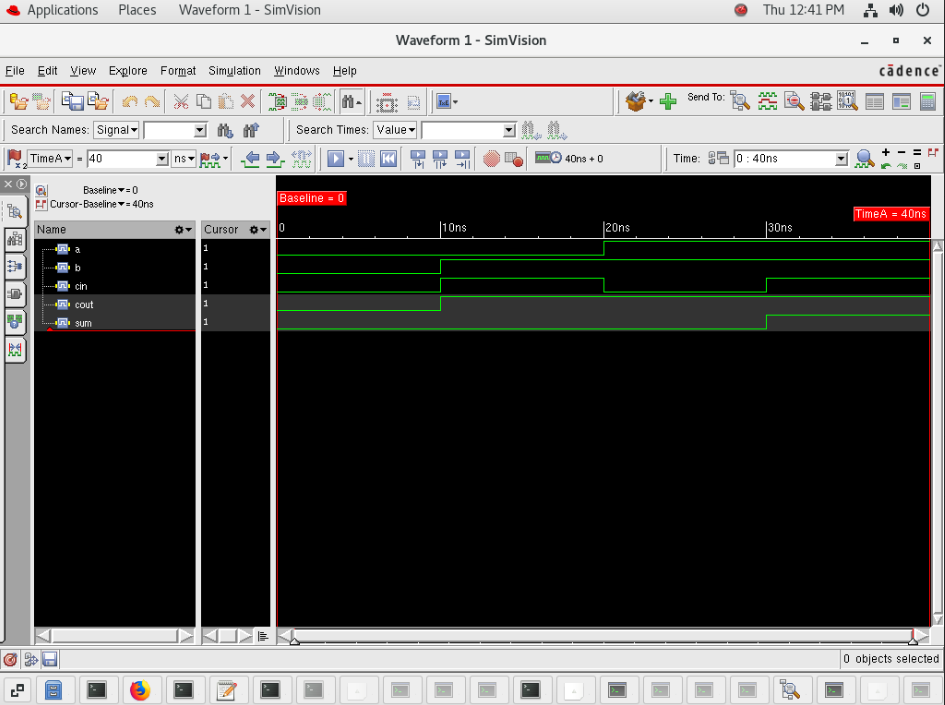 Applications Places Waveform 1 - SimVision Thu 12:41 PM
Waveform 1 - SimVision
File Edit View Explore Format Simulation Windows Help cādence
Send To:
Search Names: Signal Search Times: Value
TimeA = 40 ns 40ns + 0 Time: 0 : 40ns
Baseline = 0
Cursor-Baseline = 40ns
Baseline = 0
TimeA = 40ns
Name Cursor 0 10ns 20ns 30ns
a 1
b 1
cin 1
cout 1
sum 1
0 objects selected